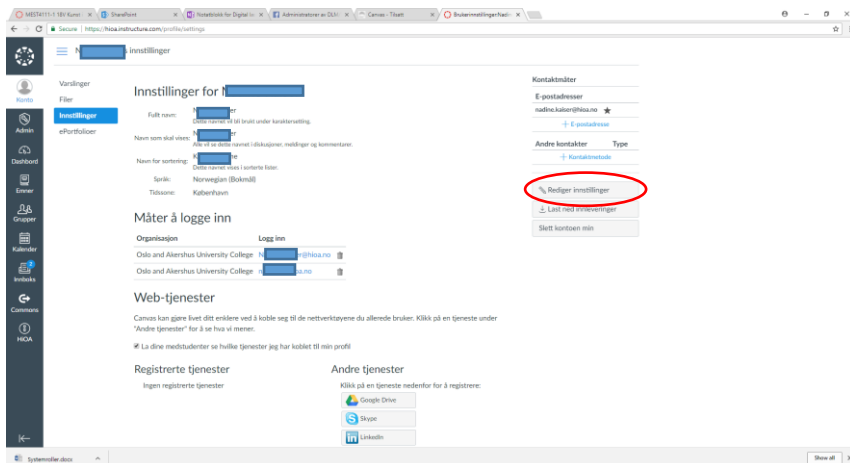 MEST4111-1 18V Kunst
SharePoint
Notatblokk for Digital
Administratorer av DLN
Canvas - Tilsett
Brukerinnstillinger
Secure | https://hioa.instructure.com/profile/settings
innstillinger
Konto
Admin
Dashbord
Emner
Grupper
Kalender
2
Innboks
Commons
HiOA
Varslinger
Filer
Innstillinger
ePortfolioer
Innstillinger for
Fullt navn:
Dette navnet vil bli brukt under karaktersetting.
Navn som skal vises:
Alle vil se dette navnet i diskusjoner, meldinger og kommentarer.
Navn for sortering:
Dette navnet vises i sorterte lister.
Språk: Norwegian (Bokmål)
Tidssone: København
Måter å logge inn
Organisasjon Logg inn
Oslo and Akershus University College r@hioa.no
Oslo and Akershus University College oa.no
Web-tjenester
Canvas kan gjøre livet ditt enklere ved å koble seg til de nettverktøyene du allerede bruker. Klikk på en tjeneste under
"Andre tjenester" for å se hva vi mener.
La dine medstudenter se hvilke tjenester jeg har koblet til min profil
Registrerte tjenester
Ingen registrerte tjenester
Andre tjenester
Klikk på en tjeneste nedenfor for å registrere:
Google Drive
Skype
LinkedIn
Kontaktmåter
E-postadresser
nadine.kaiser@hioa.no
+ E-postadresse
Andre kontakter Type
+ Kontaktmetode
Rediger innstillinger
Last ned innleveringer
Slett kontoen min
Systemroller.docx
Show all